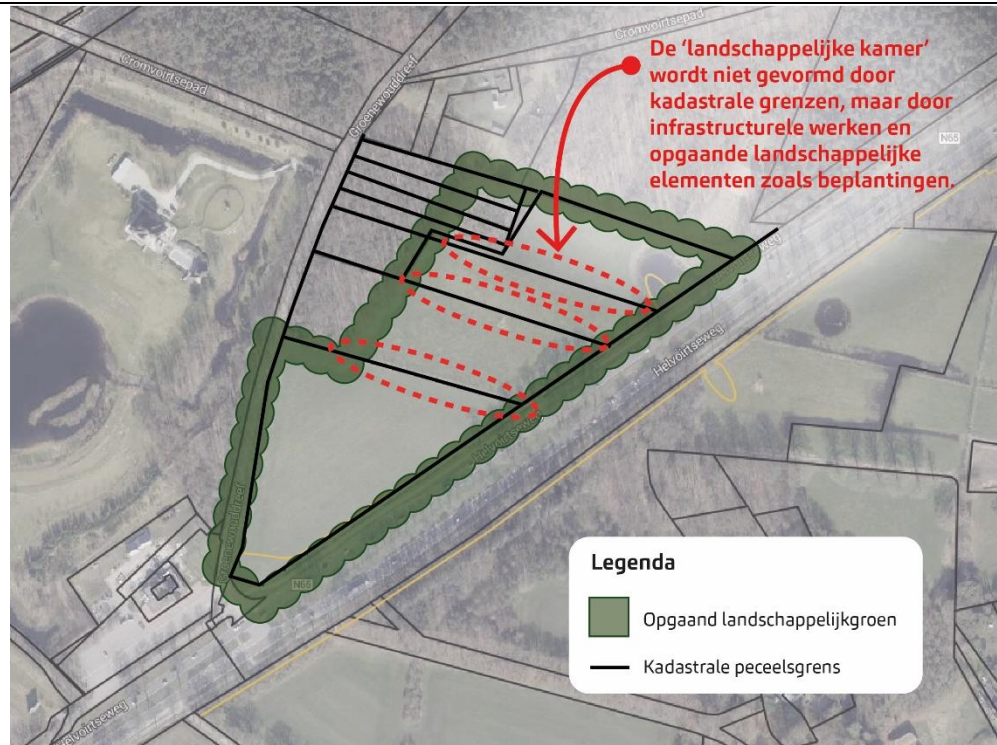 Cromvoirtsepad
Cromvoirtsepad
Groenewouddreef
De ‘landschappelijke kamer’
wordt niet gevormd door
kadastrale grenzen, maar door
infrastructurele werken en
opgaande landschappelijke
elementen zoals beplantingen.
N65
Helvoirtseweg
Helvoirtseweg
N65
Helvoirtseweg
Legenda
Opgaand landschappelijkgroen
Kadastrale peceelsgrens